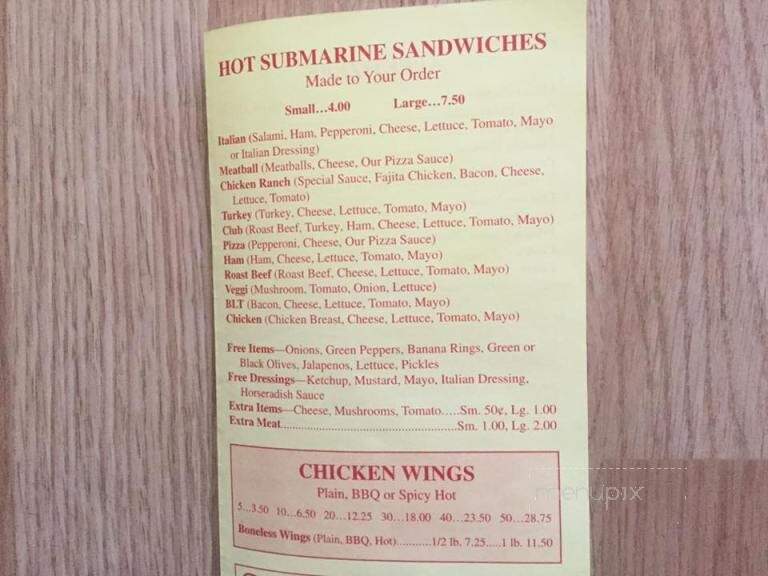 HOT SUBMARINE SANDWICHES
Made to Your Order
Small...4.00 Large...7.50
Italian (Salami, Ham, Pepperoni, Cheese, Lettuce, Tomato, Mayo
or Italian Dressing)
Meatball (Meatballs, Cheese, Our Pizza Sauce)
Chicken Ranch (Special Sauce, Fajita Chicken, Bacon, Cheese,
Lettuce, Tomato)
Turkey (Turkey, Cheese, Lettuce, Tomato, Mayo)
Club (Roast Beef, Turkey, Ham, Cheese, Lettuce, Tomato, Mayo)
Pizza (Pepperoni, Cheese, Our Pizza Sauce)
Ham (Ham, Cheese, Lettuce, Tomato, Mayo)
Roast Beef (Roast Beef, Cheese, Lettuce, Tomato, Mayo)
Veggi (Mushroom, Tomato, Onion, Lettuce)
BLT (Bacon, Cheese, Lettuce, Tomato, Mayo)
Chicken (Chicken Breast, Cheese, Lettuce, Tomato, Mayo)
Free Items—Onions, Green Peppers, Banana Rings, Green or
Black Olives, Jalapenos, Lettuce, Pickles
Free Dressings—Ketchup, Mustard, Mayo, Italian Dressing,
Horseradish Sauce
Extra Items—Cheese, Mushrooms, Tomato.....Sm. 50¢, Lg. 1.00
Extra Meat..................................................Sm. 1.00, Lg. 2.00
CHICKEN WINGS
Plain, BBQ or Spicy Hot
5...3.50 10...6.50 20...12.25 30...18.00 40...23.50 50...28.75
Boneless Wings (Plain, BBQ, Hot)..........1/2 lb. 7.25.....1 lb. 11.50
menupix